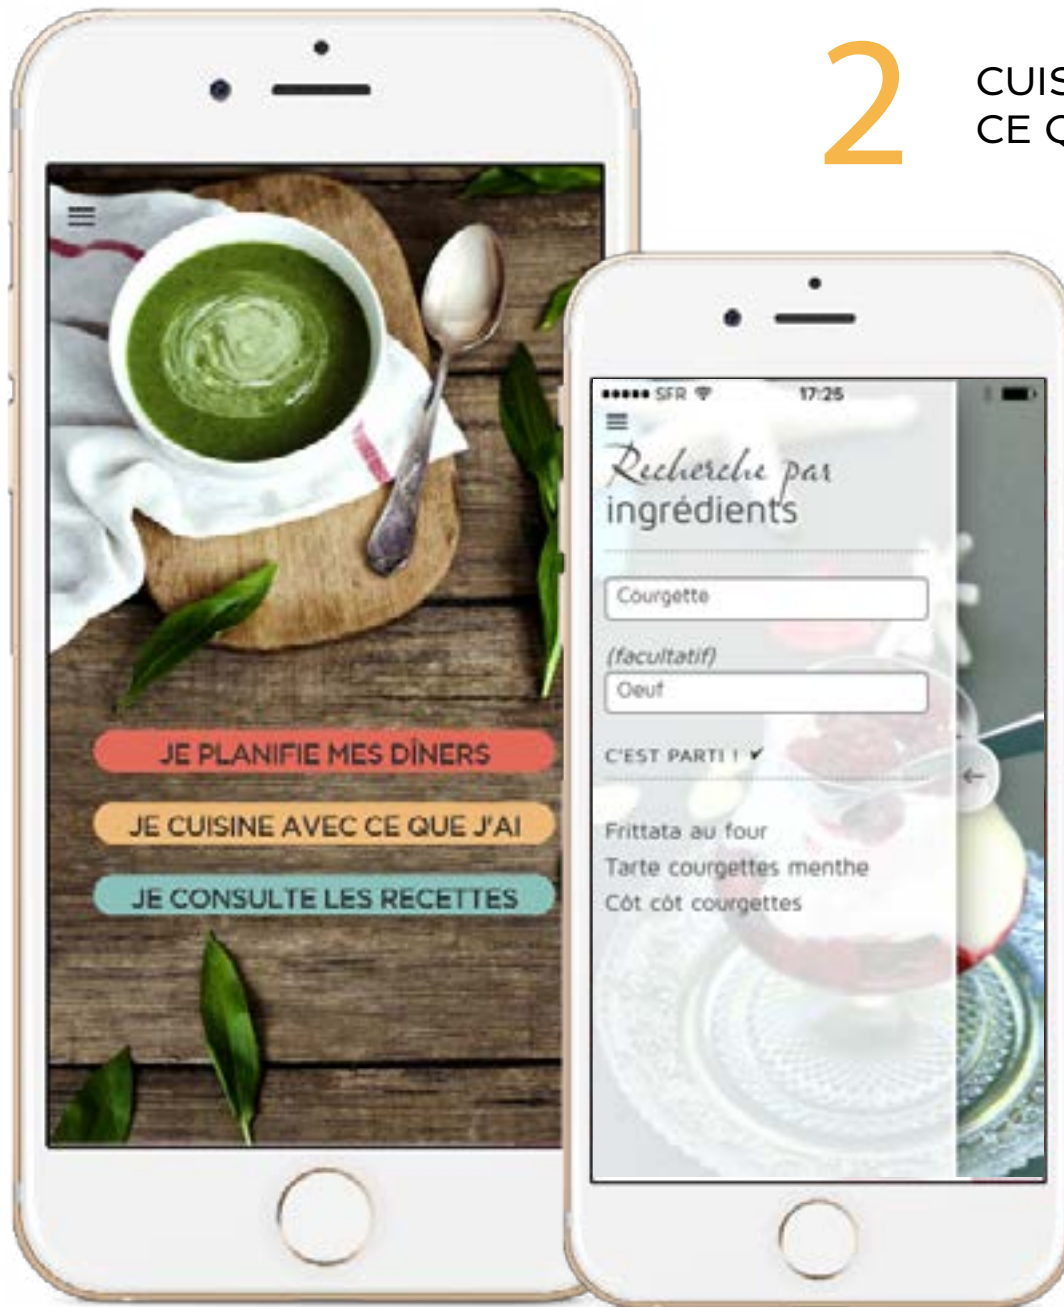 2
CUIS
CE Q
JE PLANIFIE MES DÎNERS
JE CUISINE AVEC CE QUE J'AI
JE CONSULTE LES RECETTES
SFR 17:25
Recherche par
ingrédients
Courgette
(facultatif)
Oeuf
C'EST PARTI ! ✔
Frittata au four
Tarte courgettes menthe
Côt côt courgettes